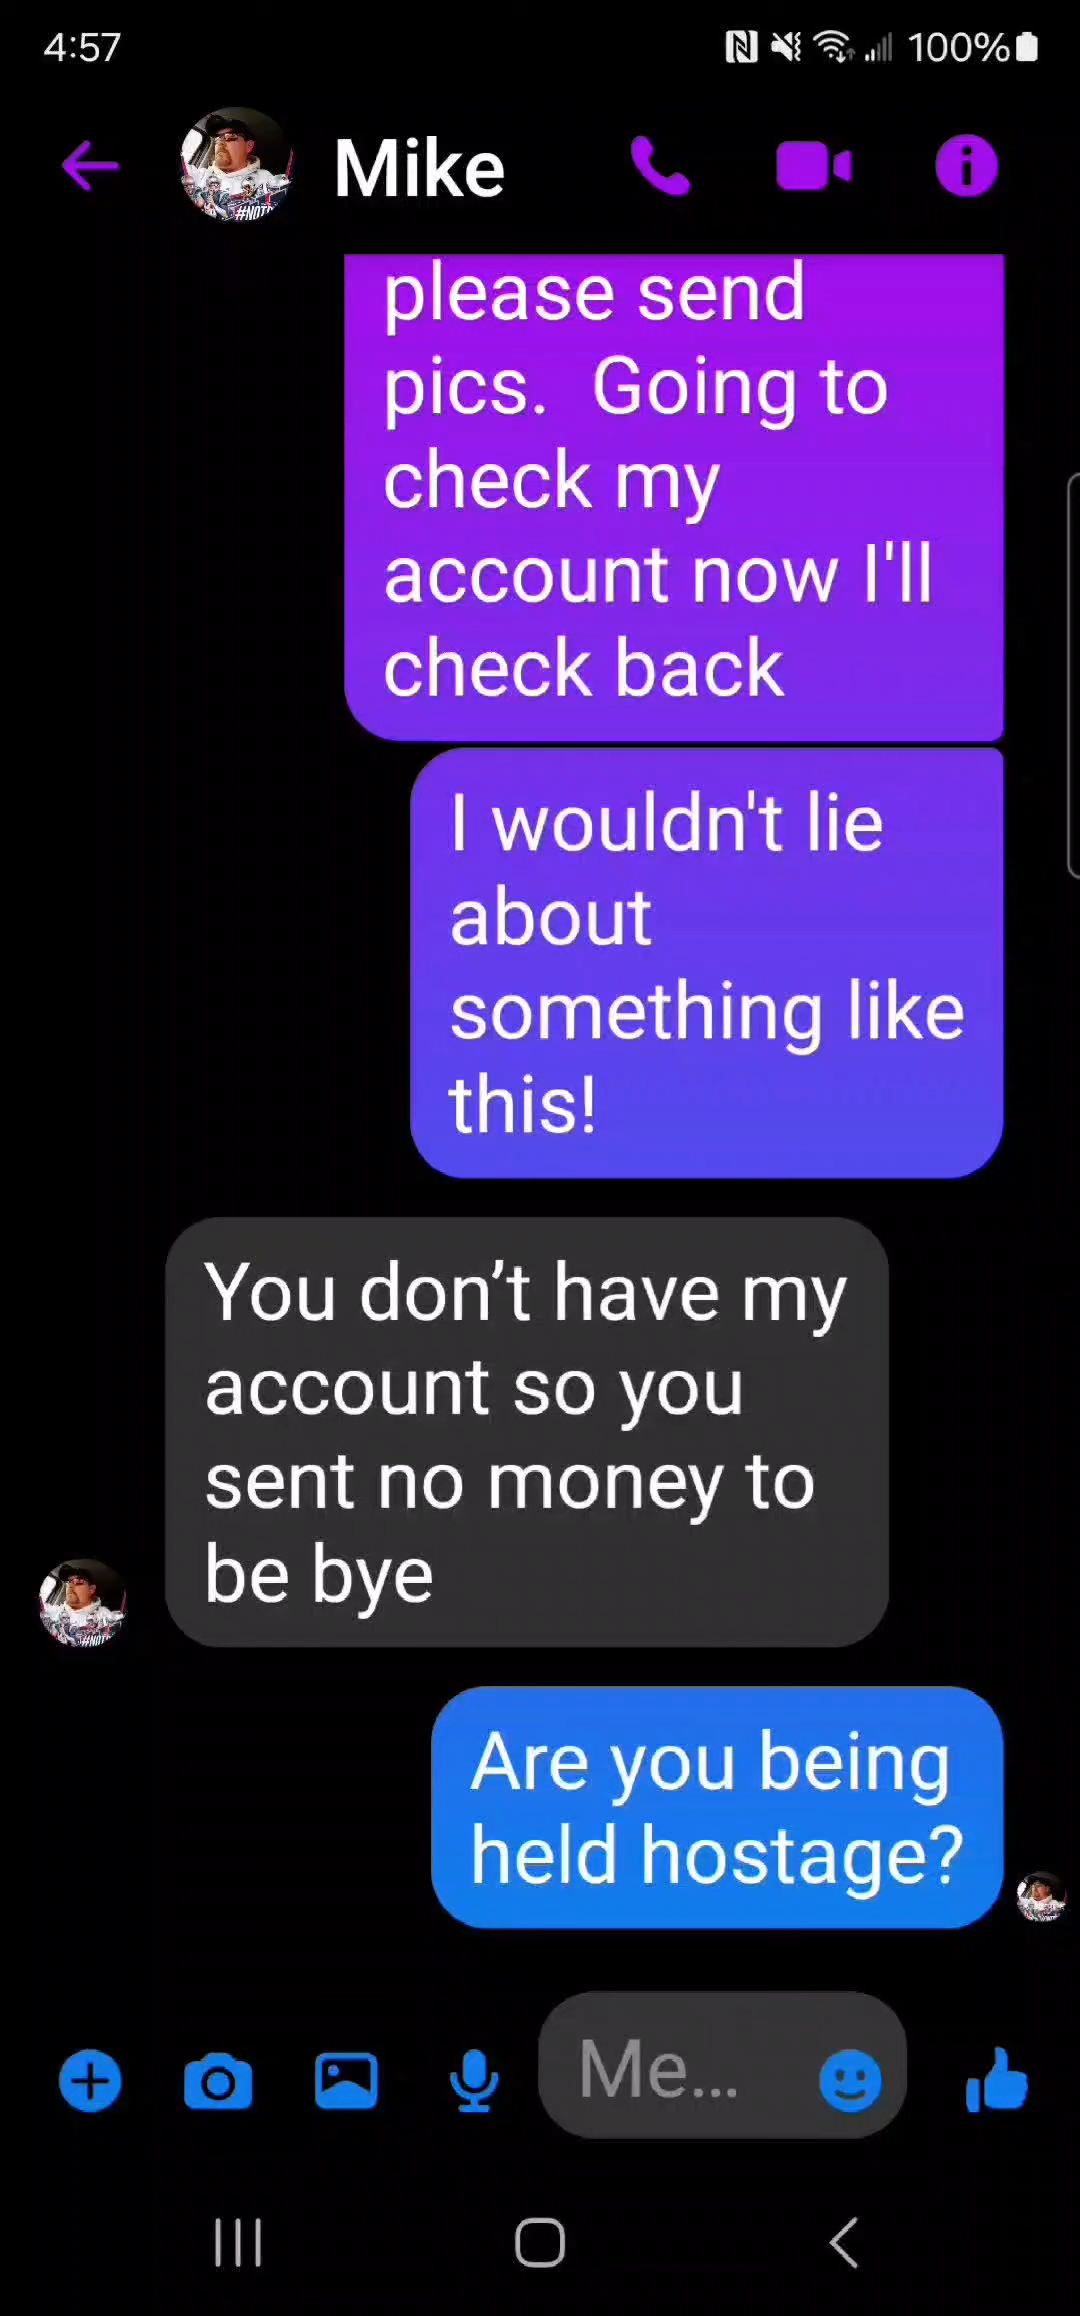 4:57
100%
Mike
#NOT
please send
pics.  Going to
check my
account now I'll
check back
I wouldn't lie
about
something like
this!
You don’t have my
account so you
sent no money to
be bye
Are you being
held hostage?
Me...